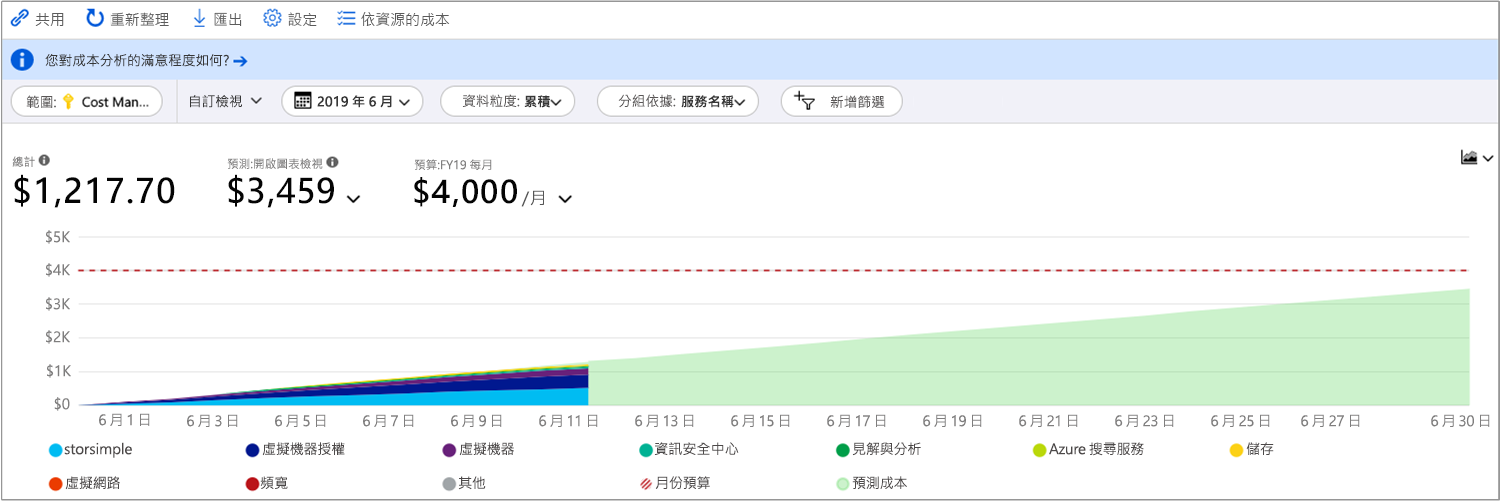 共用 重新整理 匯出 設定 依資源的成本
您對成本分析的滿意程度如何?
範圍: Cost Man... 自訂檢視 2019 年 6 月 資料粒度: 累積 分組依據: 服務名稱 新增篩選
總計 預測:開啟圖表檢視 預算:FY19 每月
$1,217.70 $3,459 $4,000 /月
$5K
$4K
$3K
$2K
$1K
$0
6 月 1 日 6 月 3 日 6 月 5 日 6 月 7 日 6 月 9 日 6 月 11 日 6 月 13 日 6 月 15 日 6 月 17 日 6 月 19 日 6 月 21 日 6 月 23 日 6 月 25 日 6 月 27 日 6 月 30 日
storsimple 虛擬機器授權 虛擬機器 資訊安全中心 見解與分析 Azure 搜尋服務 儲存
虛擬網路 頻寬 其他 月份預算 預測成本